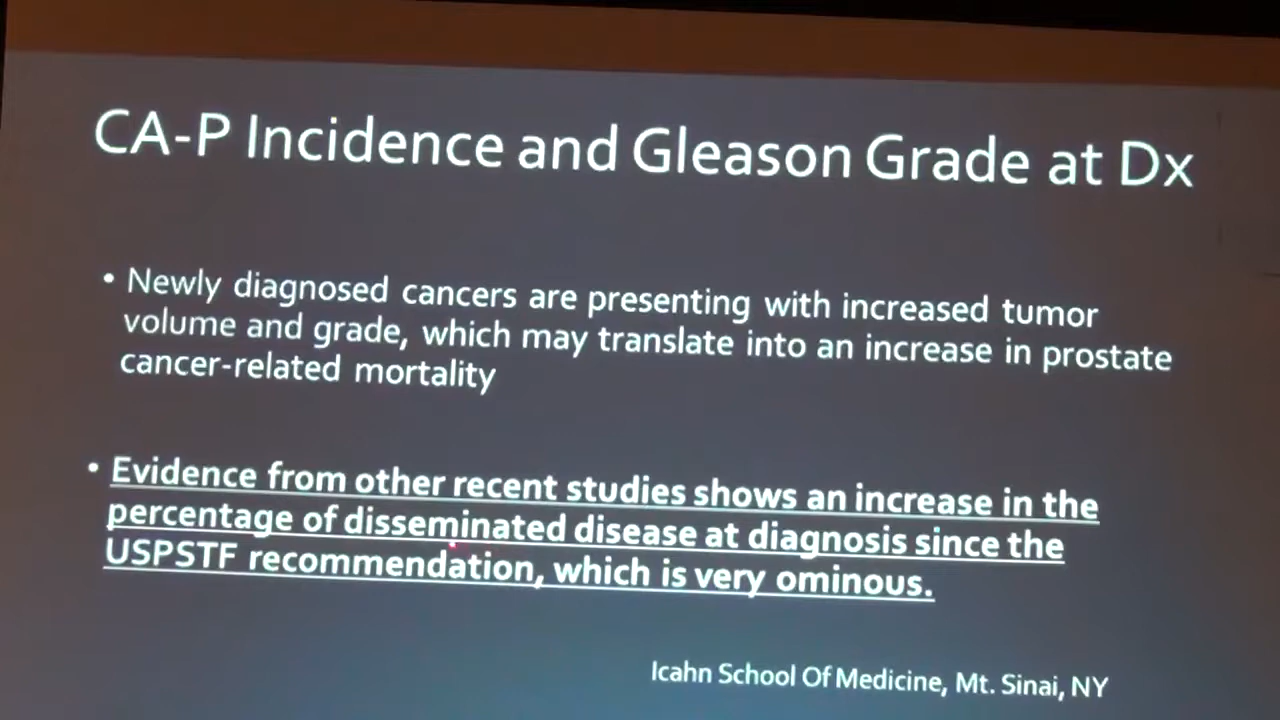 CA-P Incidence and Gleason Grade at Dx
• Newly diagnosed cancers are presenting with increased tumor
volume and grade, which may translate into an increase in prostate
cancer-related mortality
• Evidence from other recent studies shows an increase in the
percentage of disseminated disease at diagnosis since the
USPSTF recommendation, which is very ominous.
Icahn School Of Medicine, Mt. Sinai, NY